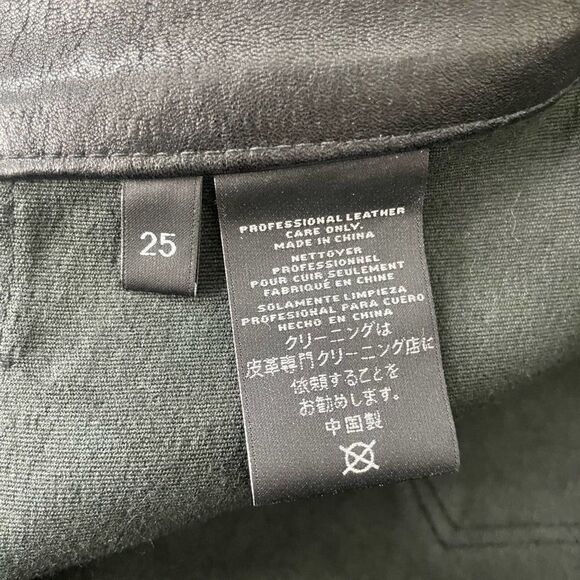 25
PROFESSIONAL LEATHER
CARE ONLY.
MADE IN CHINA
NETTOYER
PROFESSIONNEL
POUR CUIR SEULEMENT
FABRIQUÉ EN CHINE
SOLAMENTE LIMPIEZA
PROFESIONAL PARA CUERO
HECHO EN CHINA
クリーニングは
皮革専門クリーニング店に
依頼することを
お勧めします。
中国製